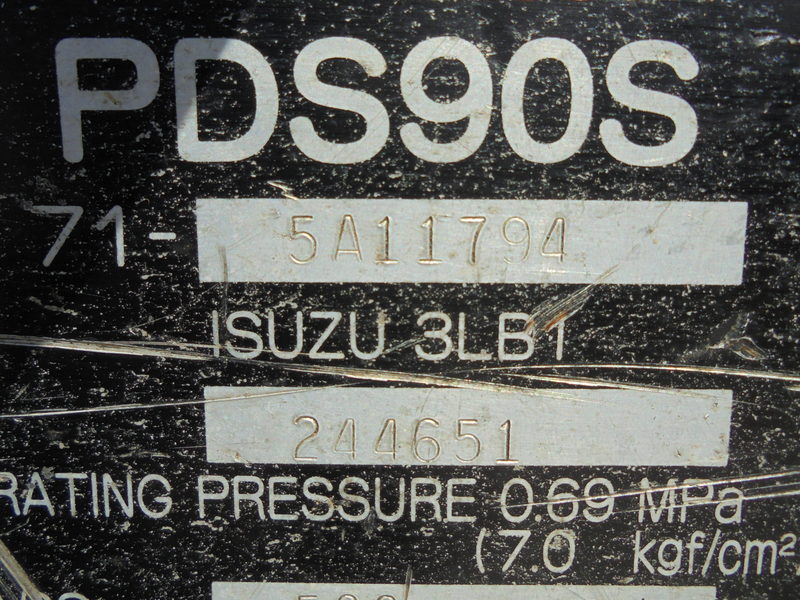 PDS90S
71- 5A11794
ISUZU 3LB1
244651
RATING PRESSURE 0.69 MPa
(7.0 kgf/cm²